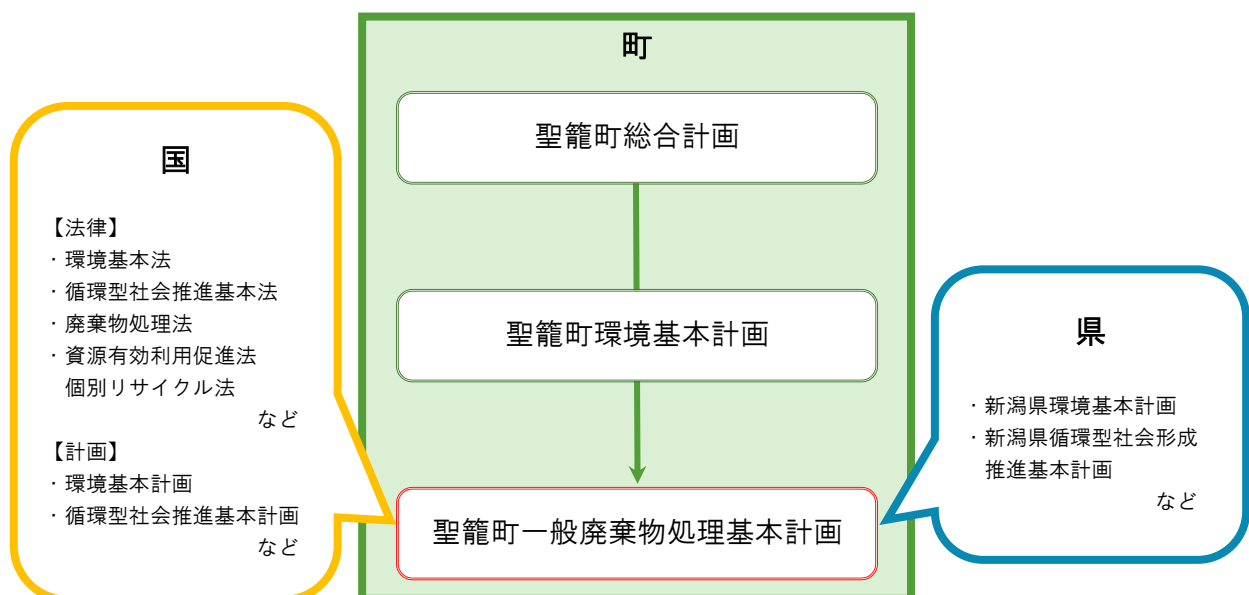 町
聖籠町総合計画
聖籠町環境基本計画
聖籠町一般廃棄物処理基本計画
国
【法律】
・環境基本法
・循環型社会推進基本法
・廃棄物処理法
・資源有効利用促進法
個別リサイクル法
など
【計画】
・環境基本計画
・循環型社会推進基本計画
など
県
・新潟県環境基本計画
・新潟県循環型社会形成
推進基本計画
など